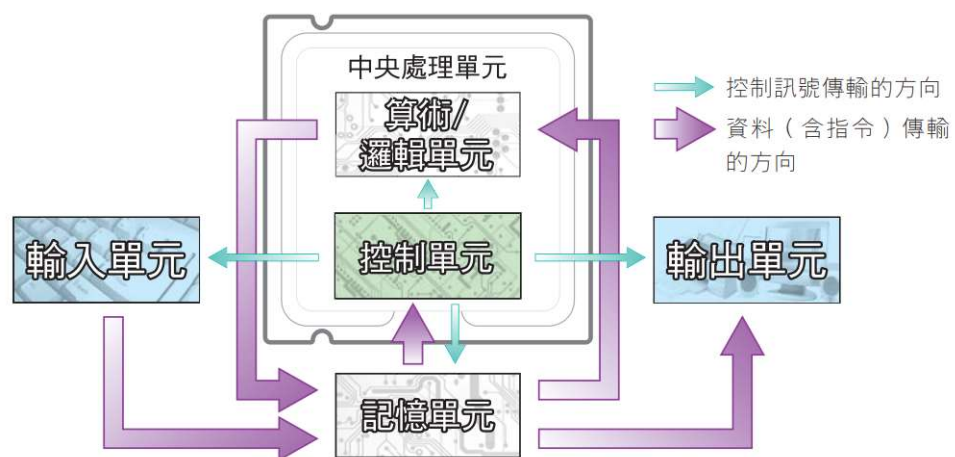 中央處理單元
算術/
邏輯單元
控制訊號傳輸的方向
資料（含指令）傳輸
的方向
輸入單元
控制單元
輸出單元
記憶單元